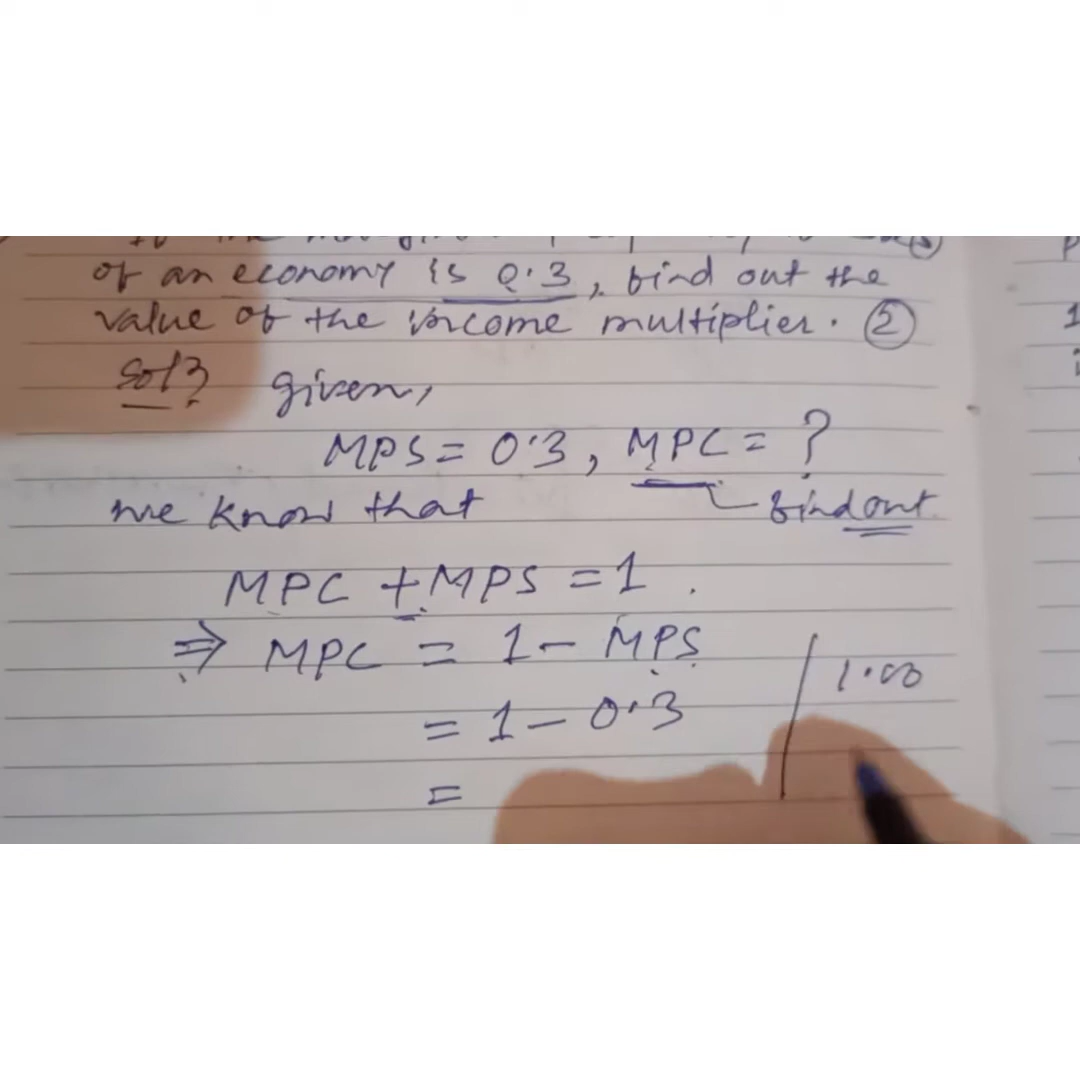 of an economy is 0.3, find out the
value of the income multiplier. (2)
Sol?
given,
MPS = 0.3, MPC = ?
we know that
find out
MPC + MPS = 1.
⇒ MPC = 1 - MPS
= 1 - 0.3
=
1.00